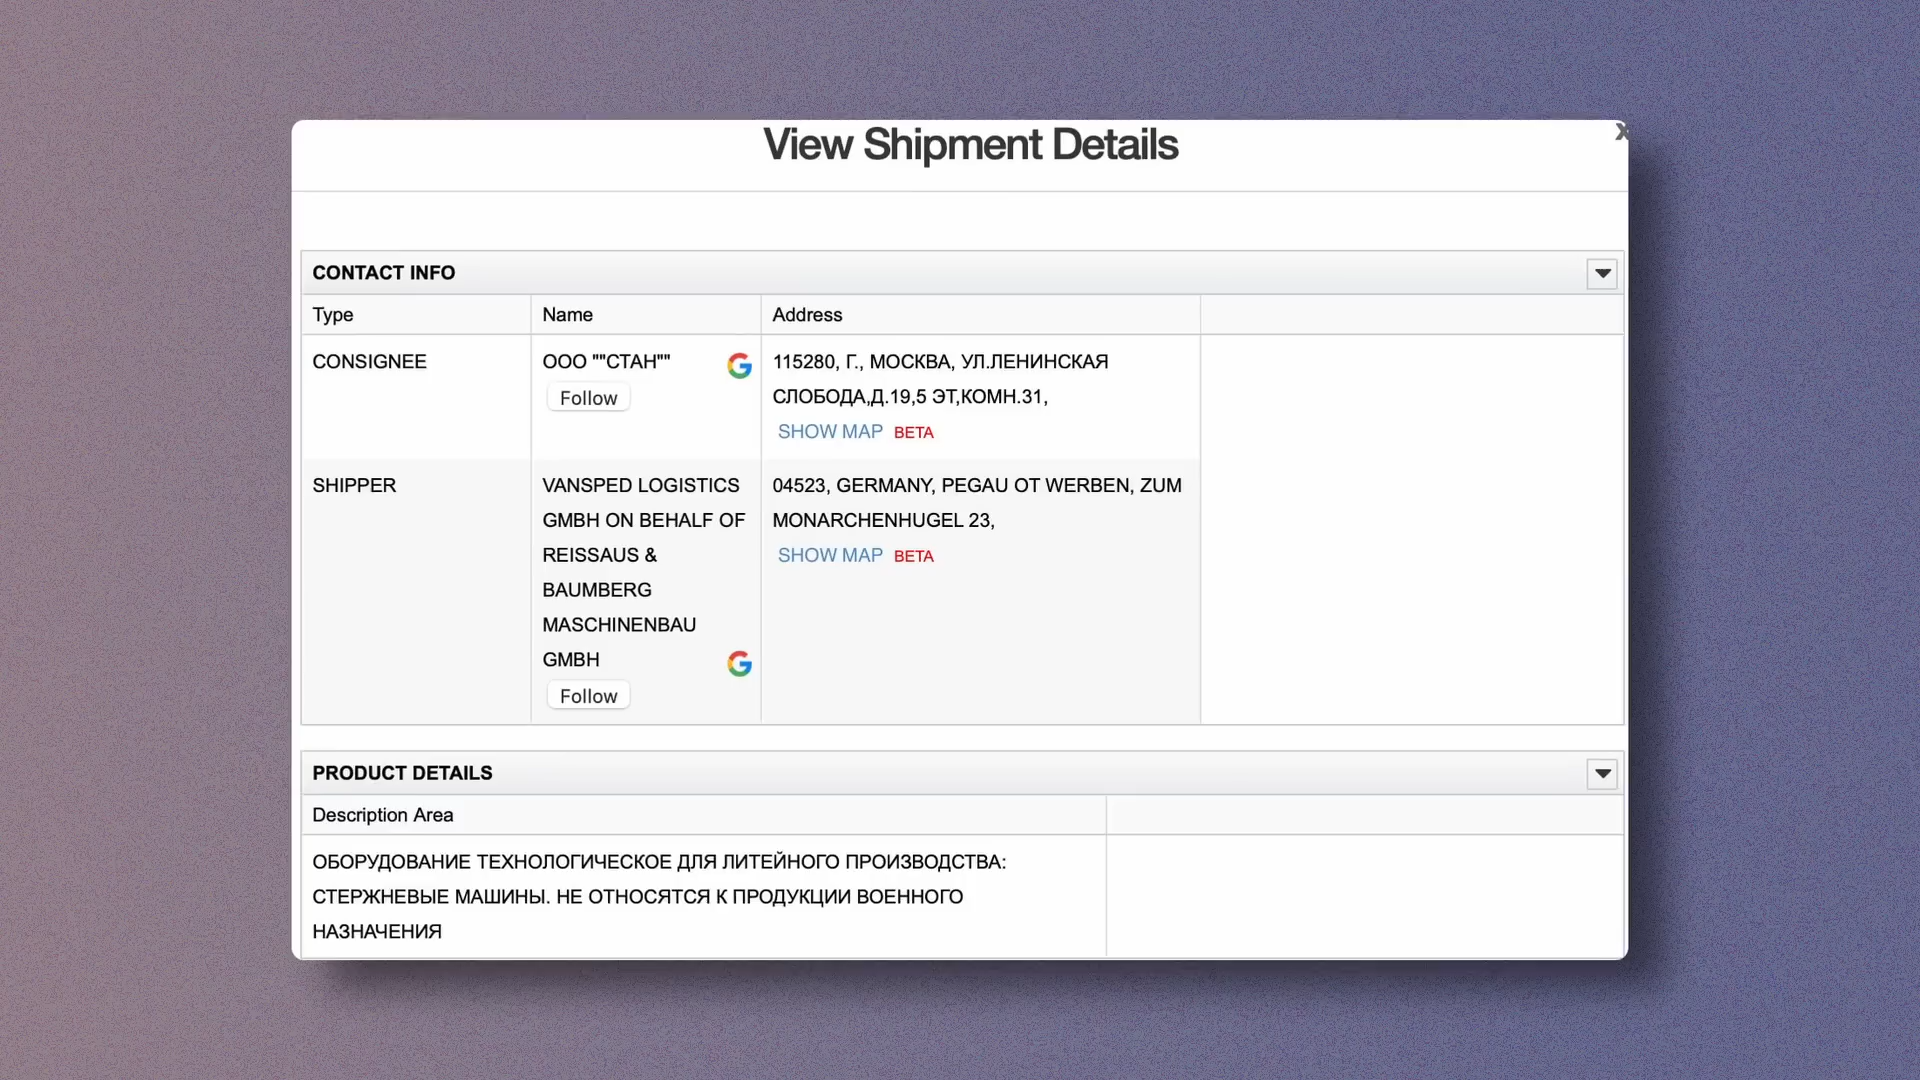 View Shipment Details
x
CONTACT INFO
Type Name Address
CONSIGNEE
ООО ""СТАН""
Follow
115280, Г., МОСКВА, УЛ.ЛЕНИНСКАЯ
СЛОБОДА,Д.19,5 ЭТ,КОМН.31,
SHOW MAP BETA
SHIPPER
VANSPED LOGISTICS
GMBH ON BEHALF OF
REISSAUS &
BAUMBERG
MASCHINENBAU
GMBH
Follow
04523, GERMANY, PEGAU OT WERBEN, ZUM
MONARCHENHUGEL 23,
SHOW MAP BETA
PRODUCT DETAILS
Description Area
ОБОРУДОВАНИЕ ТЕХНОЛОГИЧЕСКОЕ ДЛЯ ЛИТЕЙНОГО ПРОИЗВОДСТВА:
СТЕРЖНЕВЫЕ МАШИНЫ. НЕ ОТНОСЯТСЯ К ПРОДУКЦИИ ВОЕННОГО
НАЗНАЧЕНИЯ